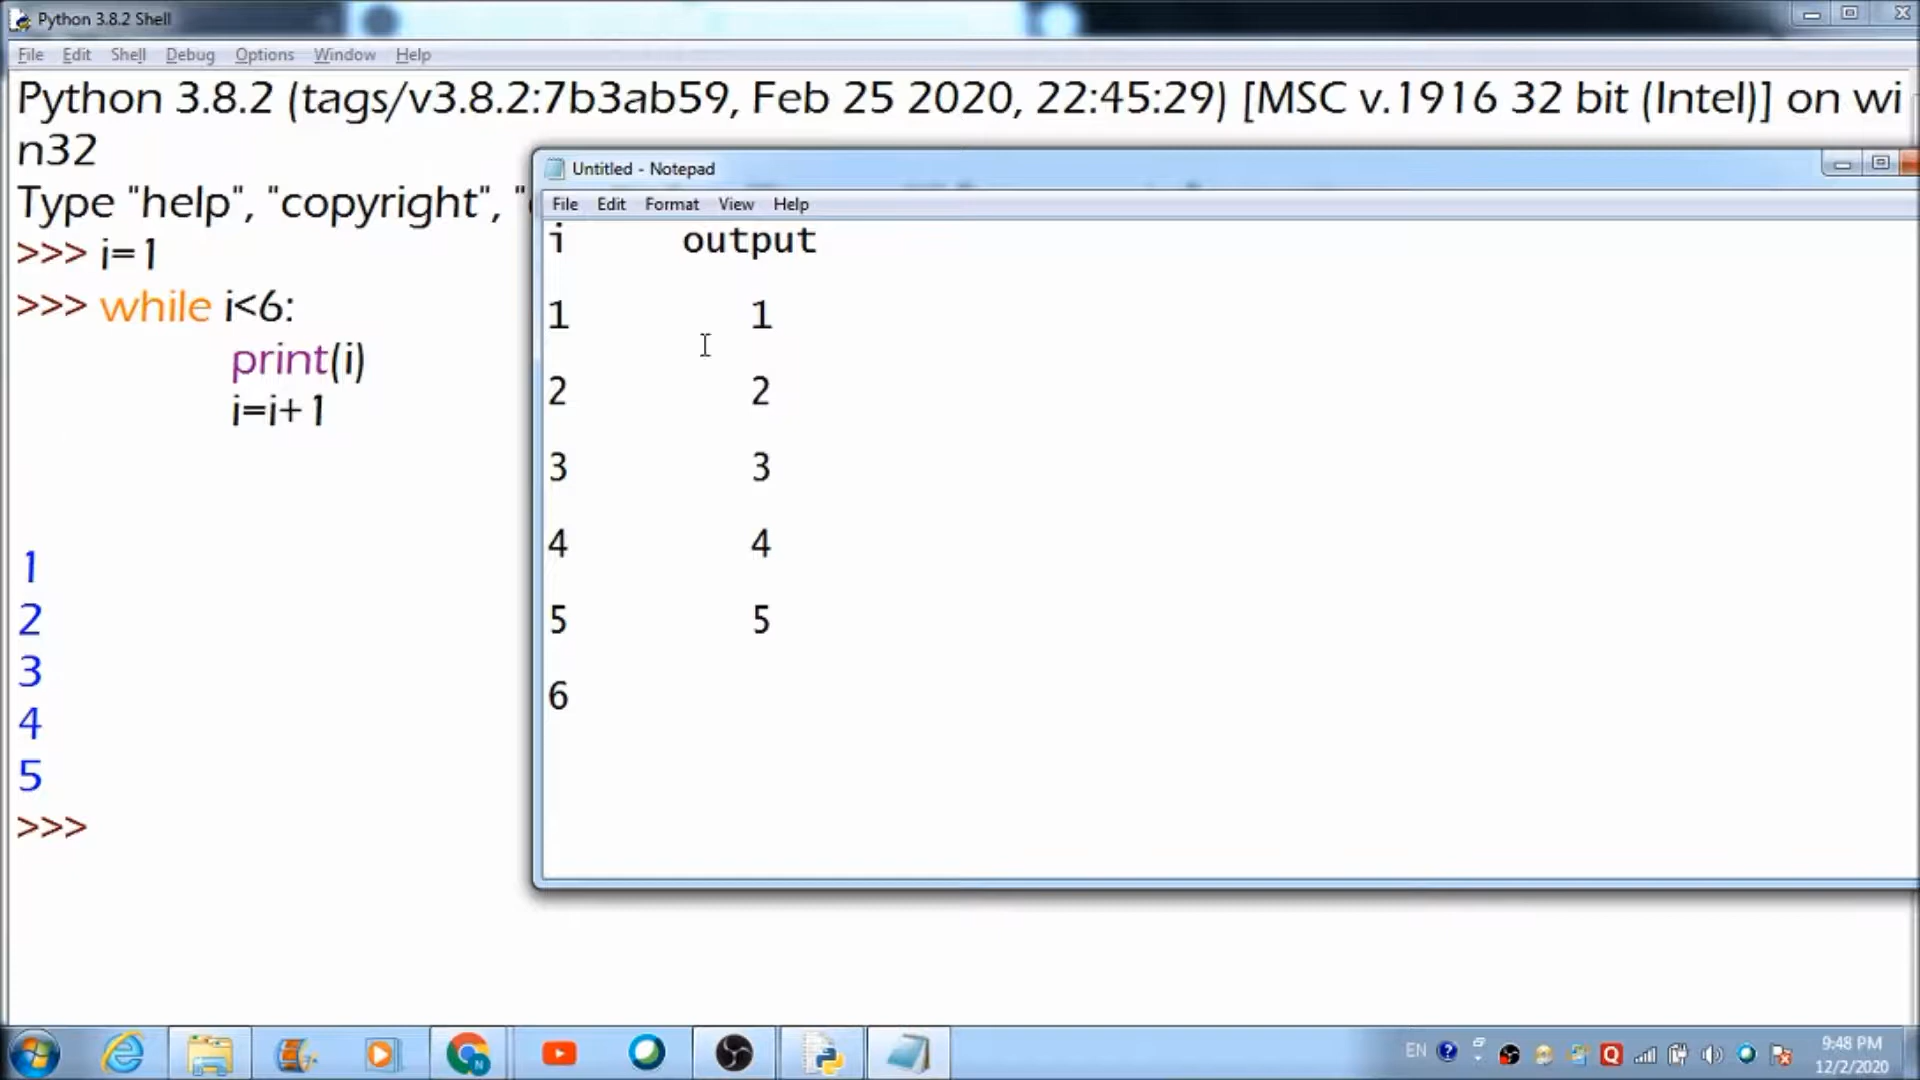 Python 3.8.2 Shell
File Edit Shell Debug Options Window Help
Python 3.8.2 (tags/v3.8.2:7b3ab59, Feb 25 2020, 22:45:29) [MSC v.1916 32 bit (Intel)] on wi
n32
Type "help", "copyright", "
>>> i=1
>>> while i<6:
print(i)
i=i+1
1
2
3
4
5
>>>
Untitled - Notepad
File Edit Format View Help
i output
1 1
2 2
3 3
4 4
5 5
6
EN
9:48 PM
12/2/2020